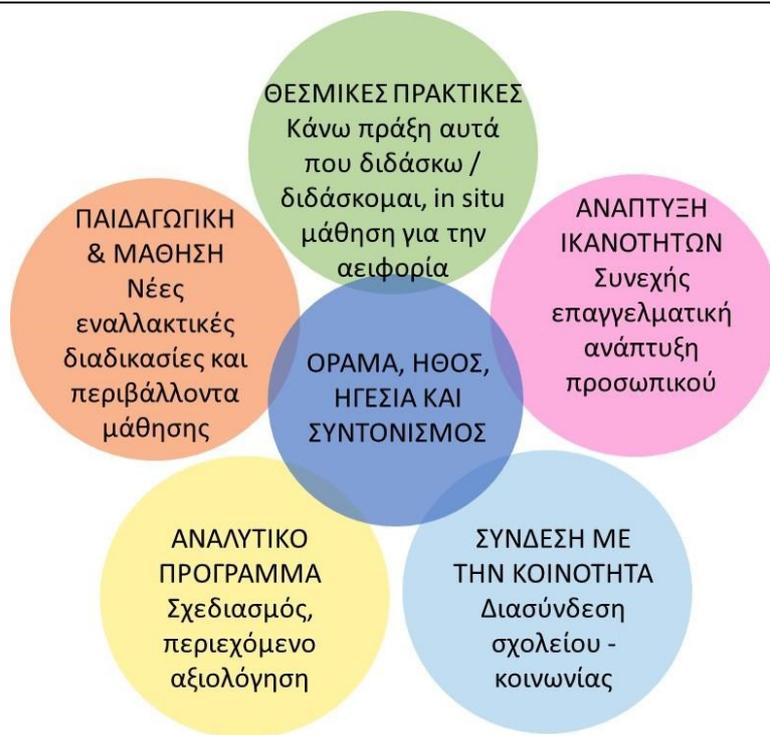 ΘΕΣΜΙΚΕΣ ΠΡΑΚΤΙΚΕΣ
Κάνω πράξη αυτά
που διδάσκω /
διδάσκομαι, in situ
μάθηση για την
αειφορία
ΠΑΙΔΑΓΩΓΙΚΗ
& ΜΑΘΗΣΗ
Νέες
εναλλακτικές
διαδικασίες και
περιβάλλοντα
μάθησης
ΑΝΑΠΤΥΞΗ
ΙΚΑΝΟΤΗΤΩΝ
Συνεχής
επαγγελματική
ανάπτυξη
προσωπικού
ΟΡΑΜΑ, ΗΘΟΣ,
ΗΓΕΣΙΑ ΚΑΙ
ΣΥΝΤΟΝΙΣΜΟΣ
ΑΝΑΛΥΤΙΚΟ
ΠΡΟΓΡΑΜΜΑ
Σχεδιασμός,
περιεχόμενο
αξιολόγηση
ΣΥΝΔΕΣΗ ΜΕ
ΤΗΝ ΚΟΙΝΟΤΗΤΑ
Διασύνδεση
σχολείου -
κοινωνίας